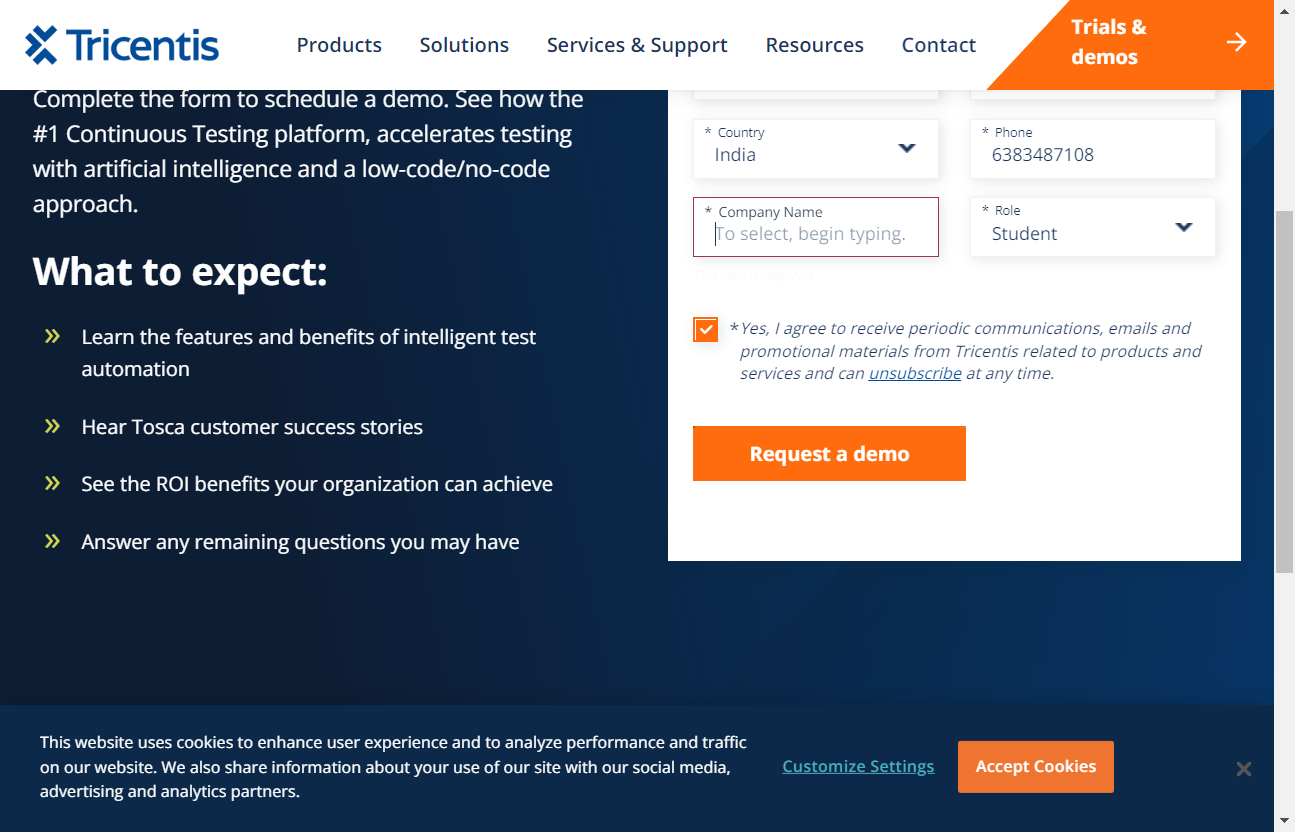 Tricentis
Products
Solutions
Services & Support
Resources
Contact
Trials &
demos
Complete the form to schedule a demo. See how the
#1 Continuous Testing platform, accelerates testing
with artificial intelligence and a low-code/no-code
approach.
What to expect:
Learn the features and benefits of intelligent test
automation
Hear Tosca customer success stories
See the ROI benefits your organization can achieve
Answer any remaining questions you may have
* Country
India
* Phone
6383487108
* Company Name
To select, begin typing.
* Role
Student
*Yes, I agree to receive periodic communications, emails and
promotional materials from Tricentis related to products and
services and can unsubscribe at any time.
Request a demo
This website uses cookies to enhance user experience and to analyze performance and traffic
on our website. We also share information about your use of our site with our social media,
advertising and analytics partners.
Customize Settings
Accept Cookies